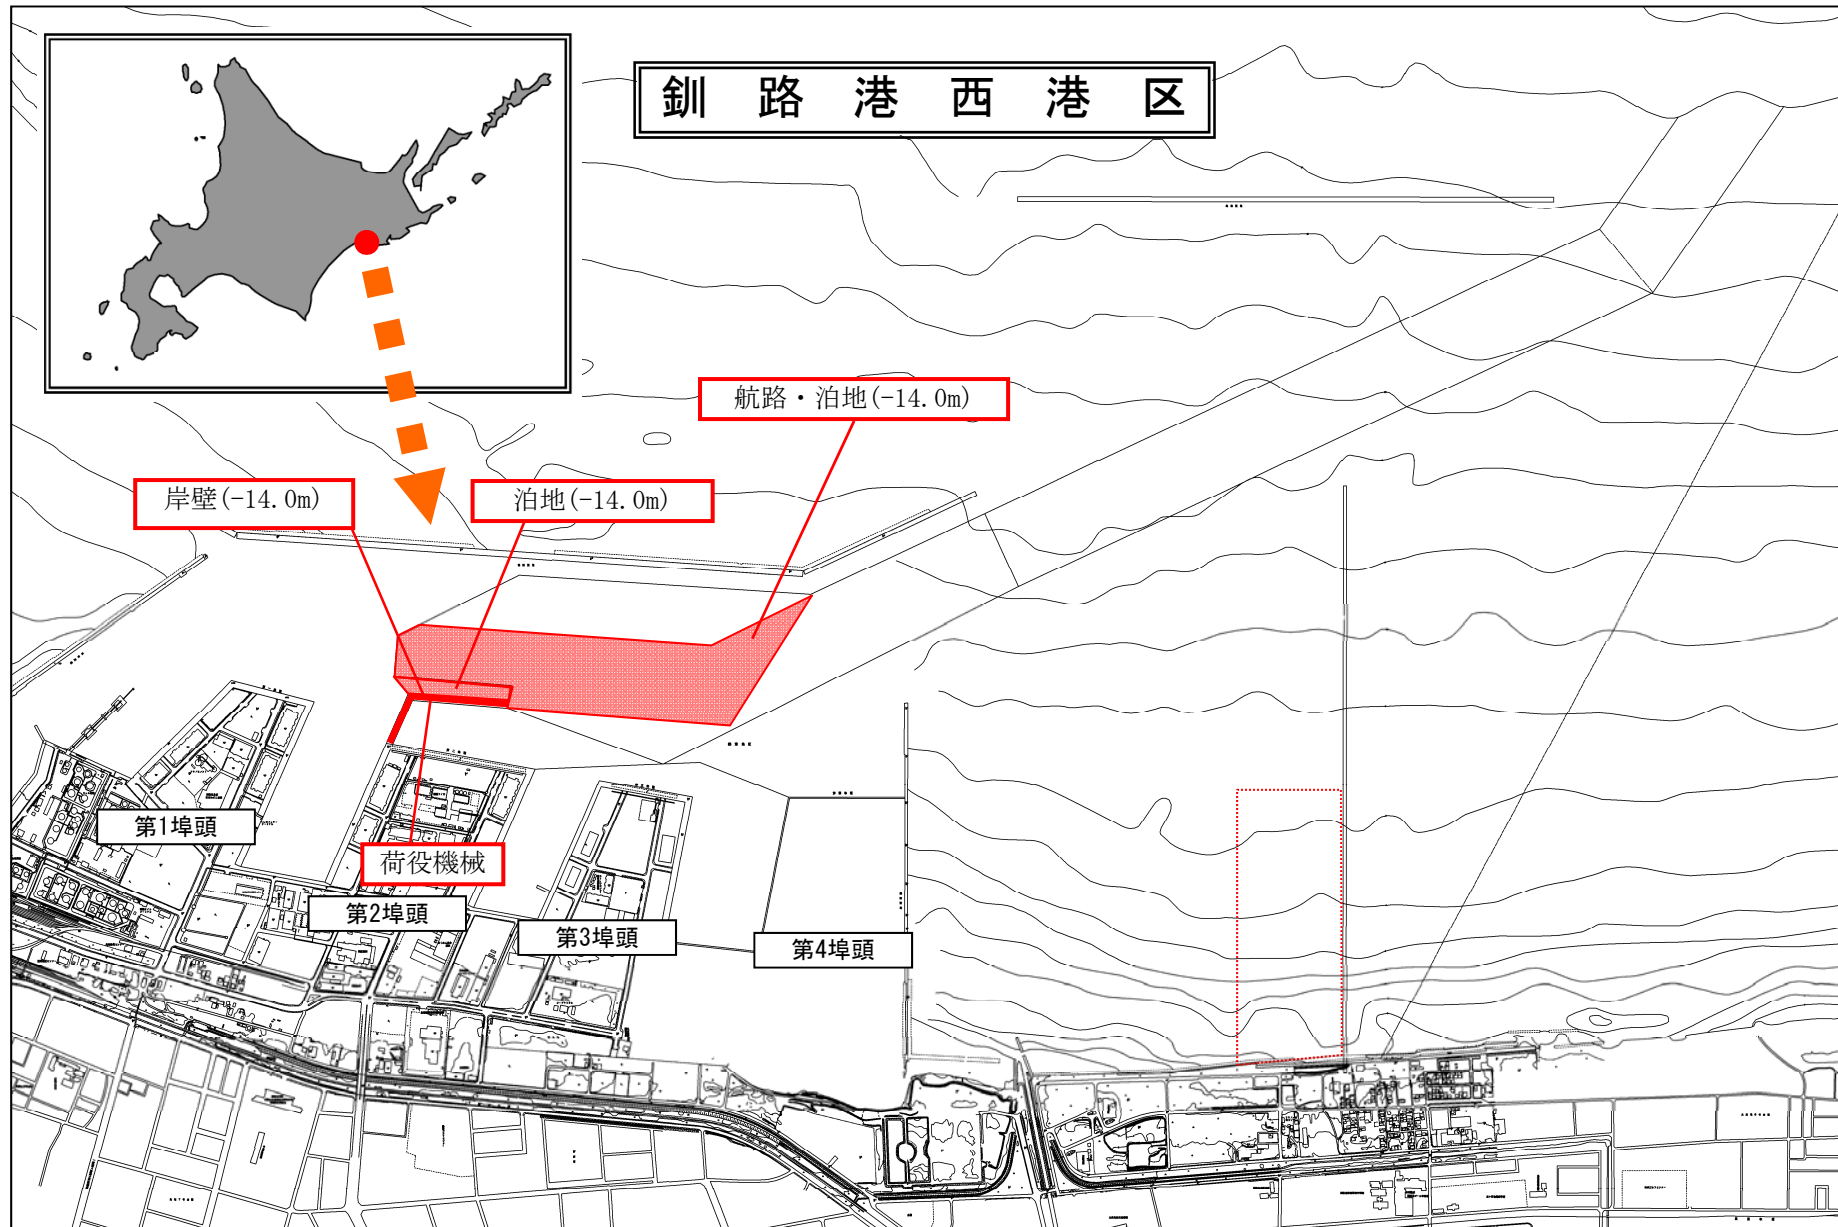 釧路港西港区
航路・泊地(-14.0m)
岸壁(-14.0m)
泊地(-14.0m)
第1埠頭
荷役機械
第2埠頭
第3埠頭
第4埠頭